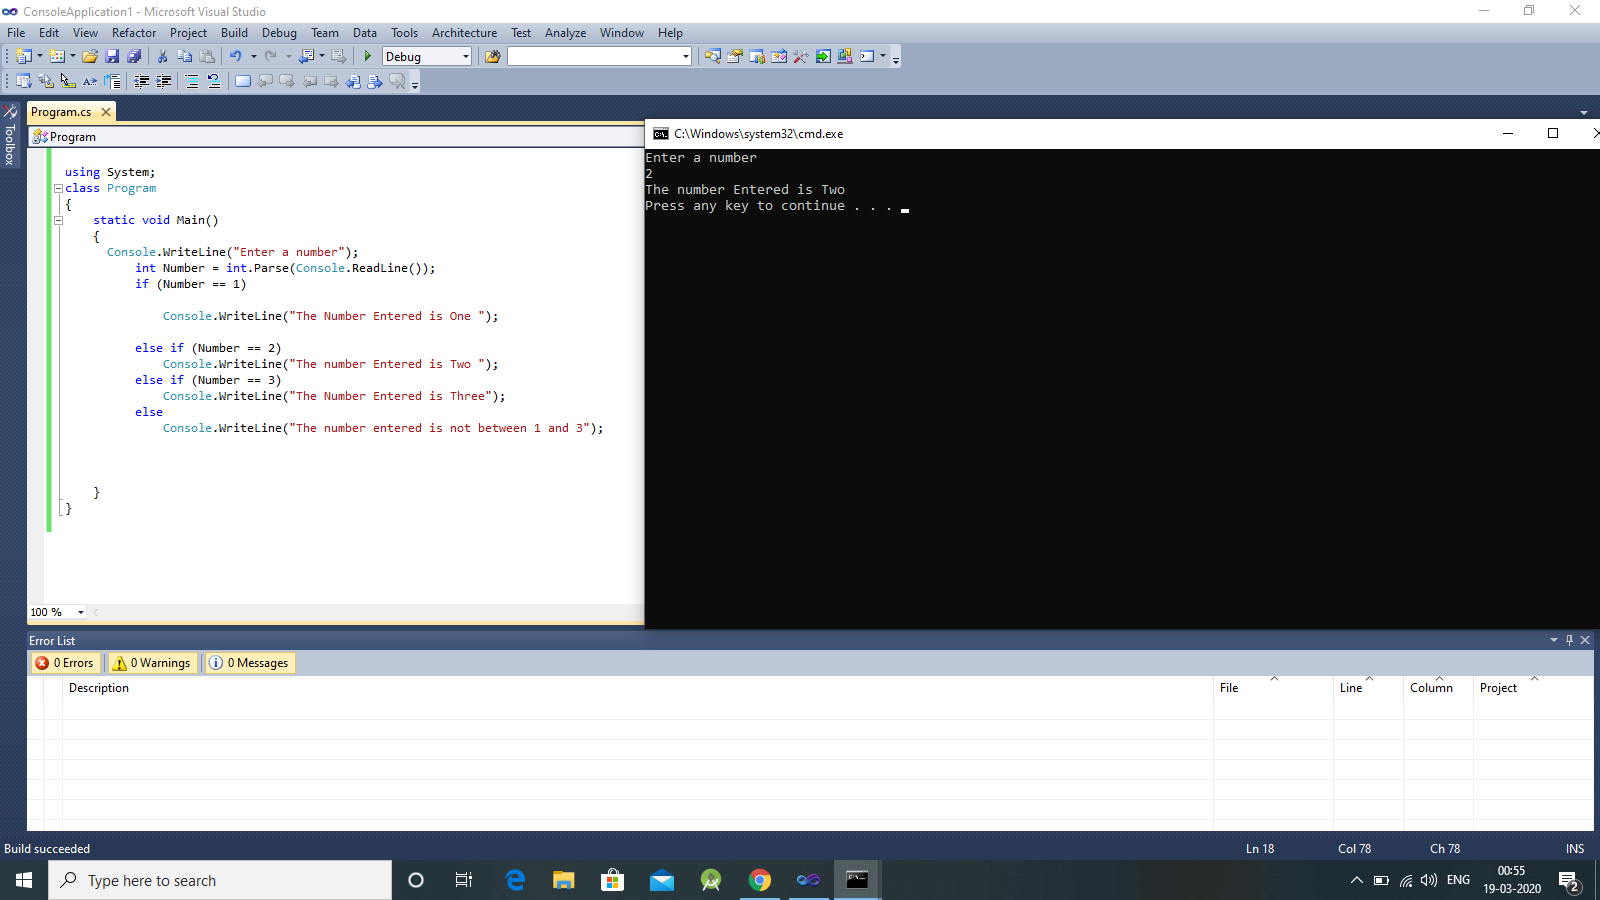 ConsoleApplication1 - Microsoft Visual Studio
File Edit View Refactor Project Build Debug Team Data Tools Architecture Test Analyze Window Help
Debug
Toolbox
Program.cs
Program
using System;
class Program
{
static void Main()
{
Console.WriteLine("Enter a number");
int Number = int.Parse(Console.ReadLine());
if (Number == 1)
Console.WriteLine("The Number Entered is One ");
else if (Number == 2)
Console.WriteLine("The number Entered is Two ");
else if (Number == 3)
Console.WriteLine("The Number Entered is Three");
else
Console.WriteLine("The number entered is not between 1 and 3");
}
}
100 %
C:\Windows\system32\cmd.exe
Enter a number
2
The number Entered is Two
Press any key to continue . . .
Error List
0 Errors 0 Warnings 0 Messages
Description File Line Column Project
Build succeeded Ln 18 Col 78 Ch 78 INS
Type here to search
ENG
00:55
19-03-2020
2